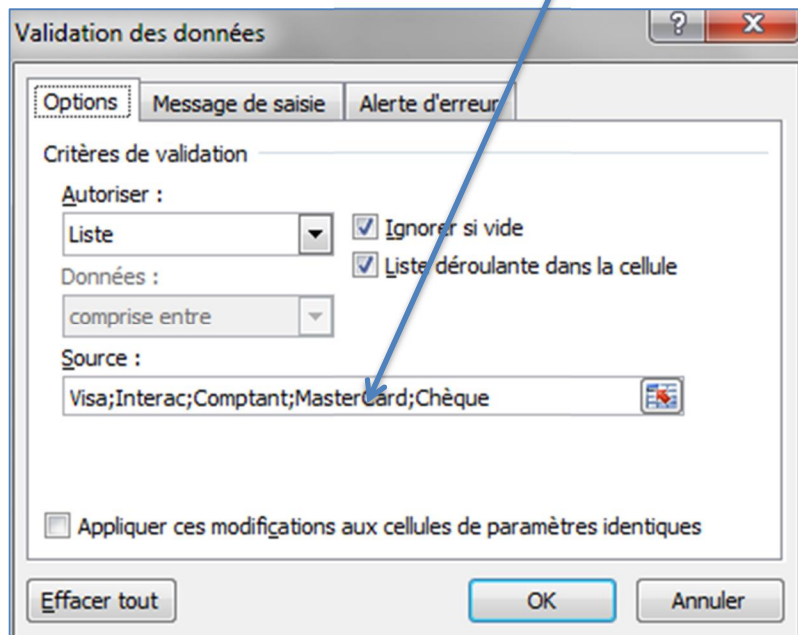 Validation des données
?
X
Options Message de saisie Alerte d'erreur
Critères de validation
Autoriser :
Liste
Ignorer si vide
Liste déroulante dans la cellule
Données :
comprise entre
Source :
Visa;Interac;Comptant;MasterCard;Chèque
Appliquer ces modifications aux cellules de paramètres identiques
Effacer tout OK Annuler